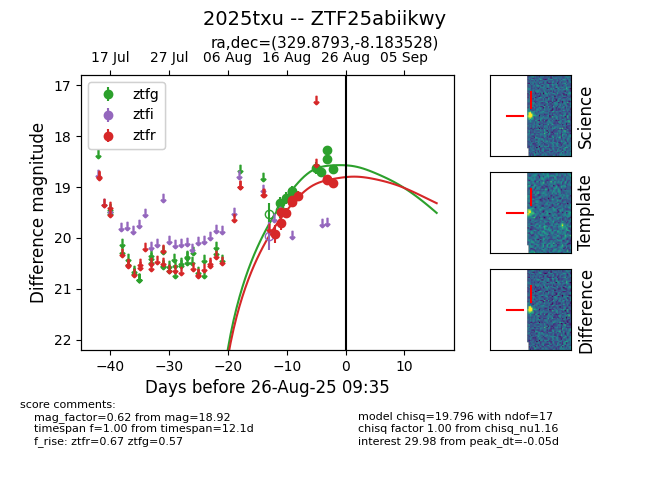 2025txu -- ZTF25abiikwy
ra,dec=(329.8793,-8.183528)
17 Jul 27 Jul 06 Aug 16 Aug 26 Aug 05 Sep
ztfg
ztfi
ztfr
17
18
19
20
21
22
Difference magnitude
−40 −30 −20 −10 0 10
Days before 26-Aug-25 09:35
Science
Template
Difference
score comments:
mag_factor=0.62 from mag=18.92
timespan f=1.00 from timespan=12.1d
f_rise: ztfr=0.67 ztfg=0.57
model chisq=19.796 with ndof=17
chisq factor 1.00 from chisq_nu1.16
interest 29.98 from peak_dt=-0.05d